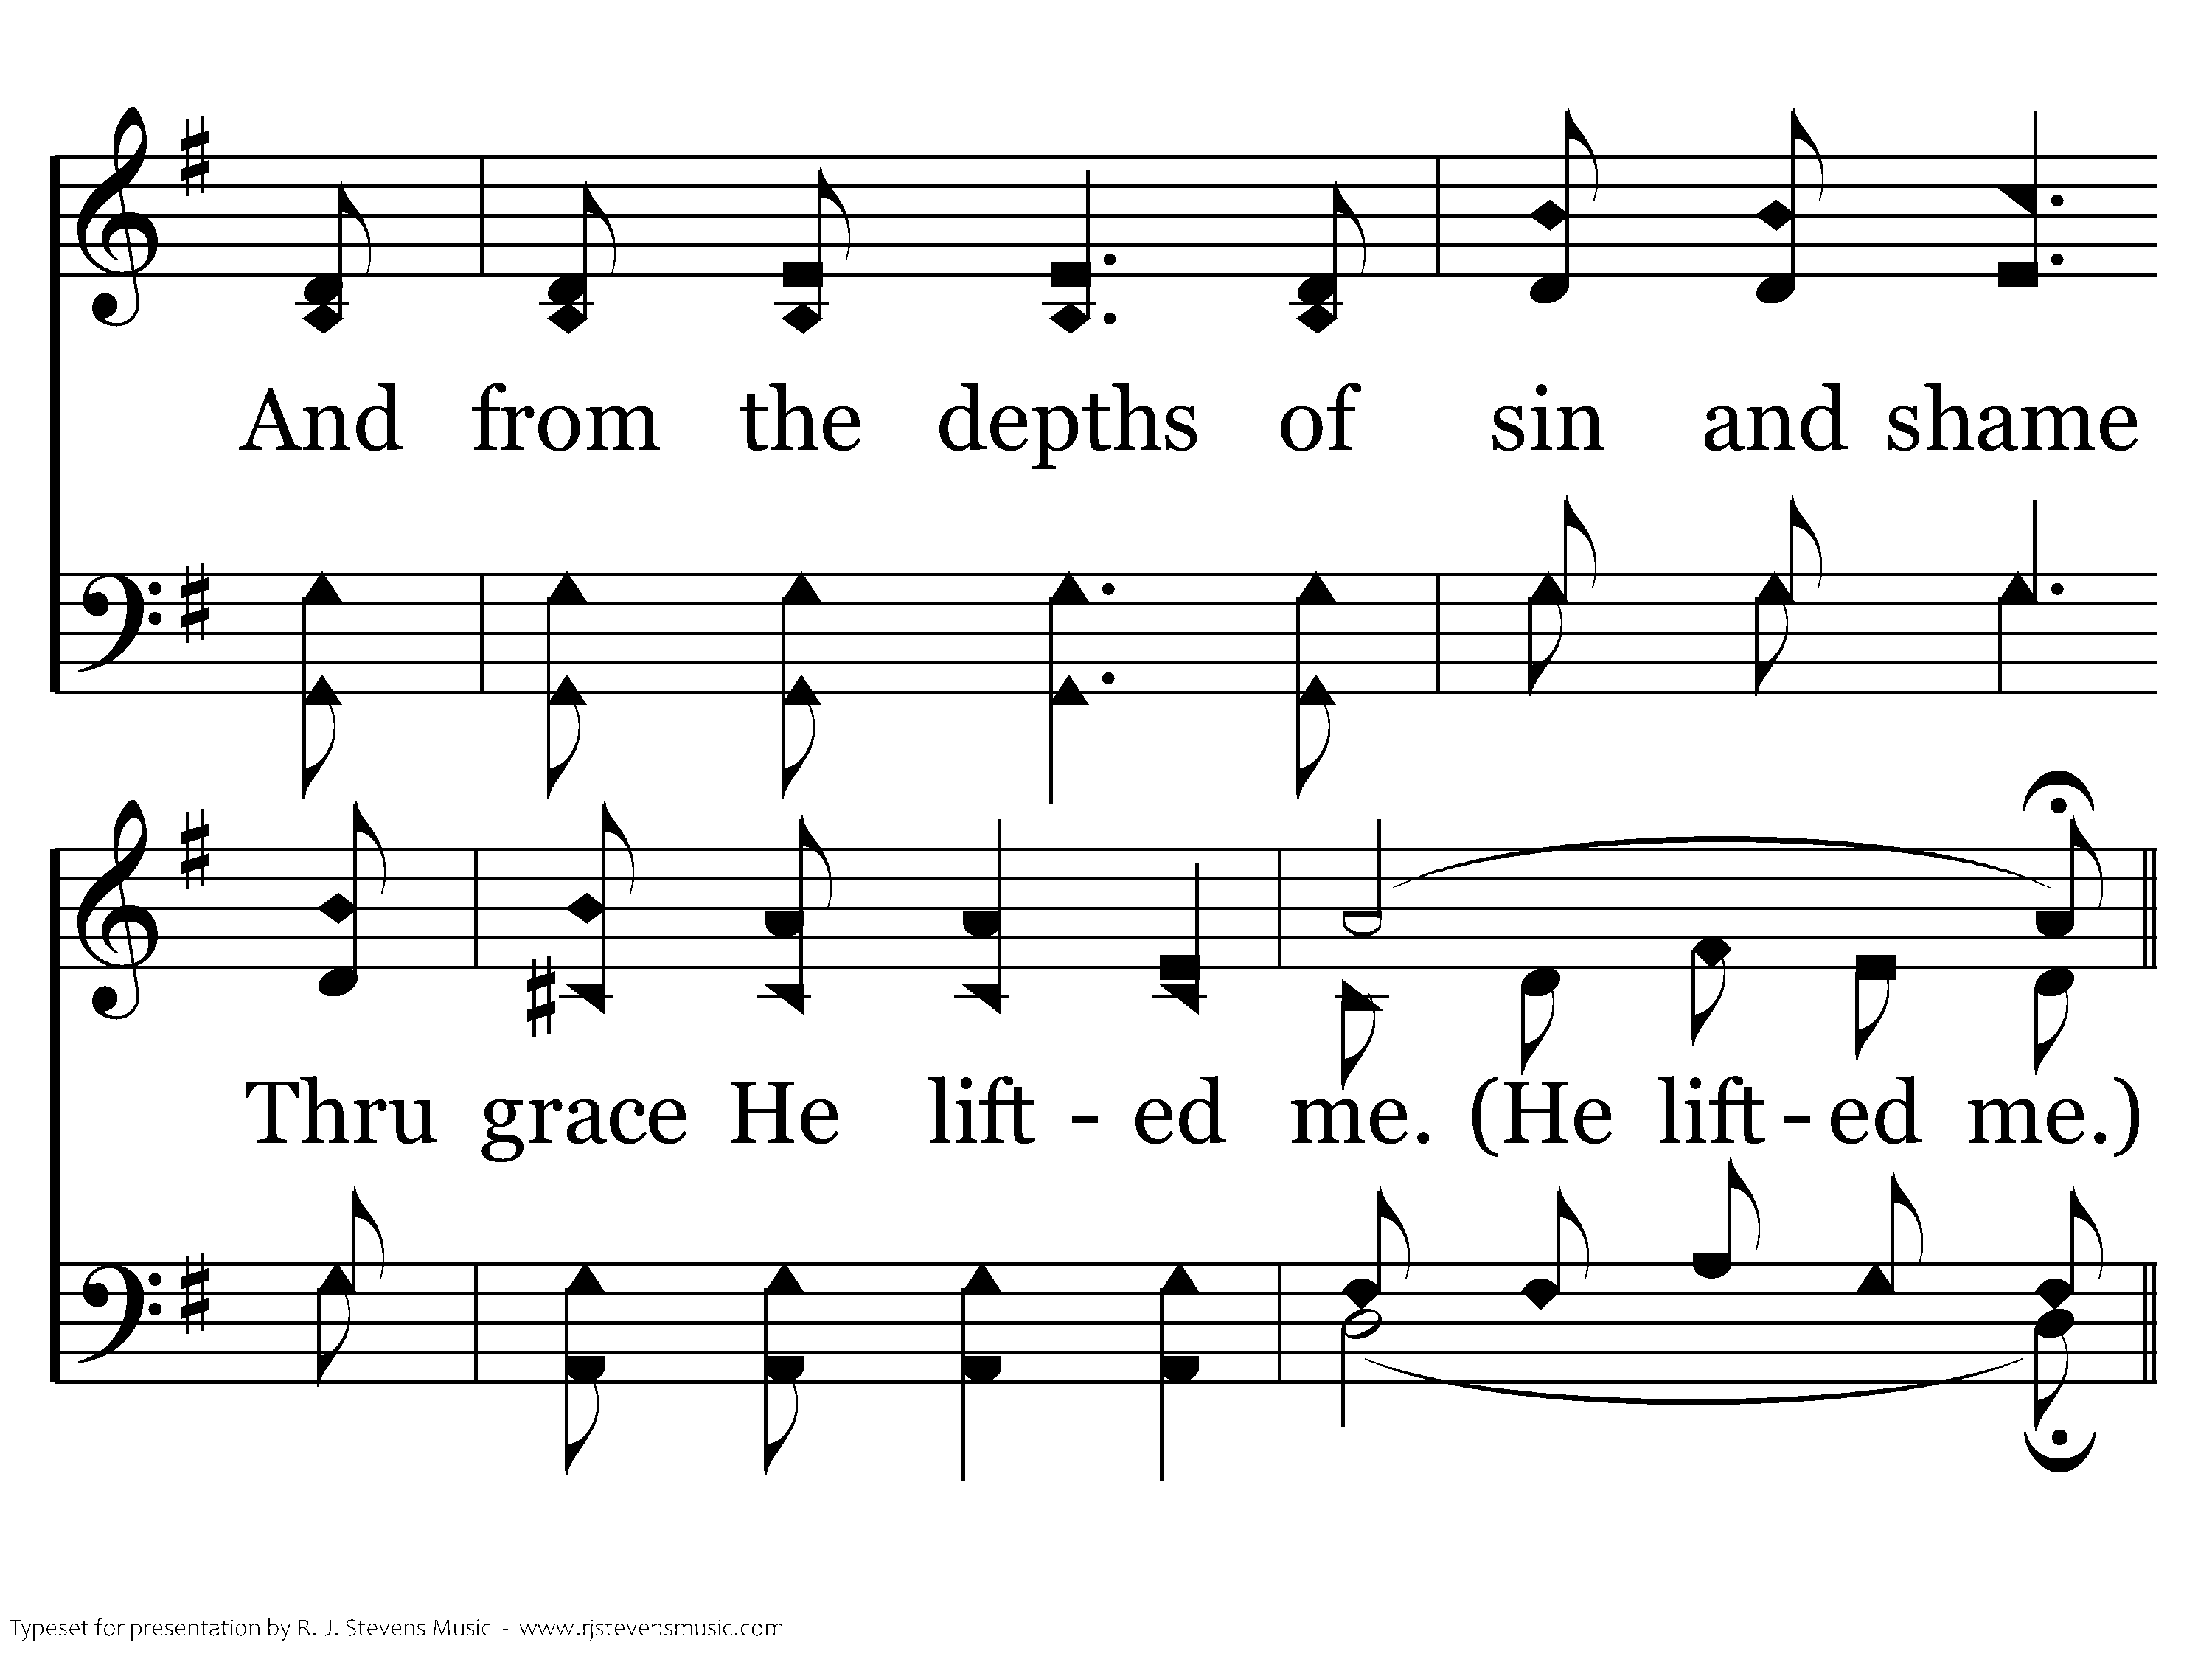 And from the depths of sin and shame
Thru grace He lift - ed me. (He lift - ed me.)
Typeset for presentation by R. J. Stevens Music - www.rjstevensmusic.com